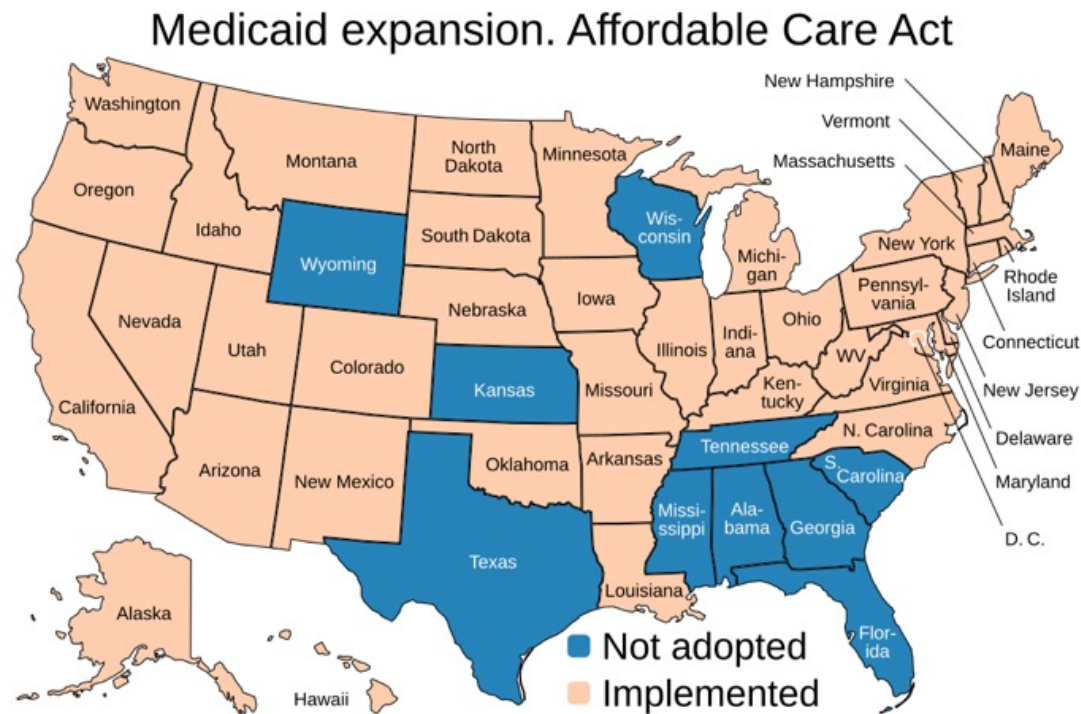 Medicaid expansion. Affordable Care Act
New Hampshire
Washington
Vermont
Maine
North
Dakota
Minnesota
Montana
Massachusetts
Oregon
Idaho
South Dakota
Wis-
consin
New York
Michi-
gan
Wyoming
Rhode
Island
Pennsyl-
vania
Nebraska
Iowa
Nevada
Ohio
Connecticut
Utah
Illinois
Indi-
ana
WV
Colorado
Virginia
New Jersey
Kansas
Missouri
Ken-
tucky
California
N. Carolina
Delaware
Tennessee
Arizona
New Mexico
Oklahoma
Arkansas
S.
Carolina
Maryland
Missi-
ssippi
Ala-
bama
Georgia
D. C.
Texas
Louisiana
Alaska
Flor-
ida
Hawaii
Not adopted
Implemented